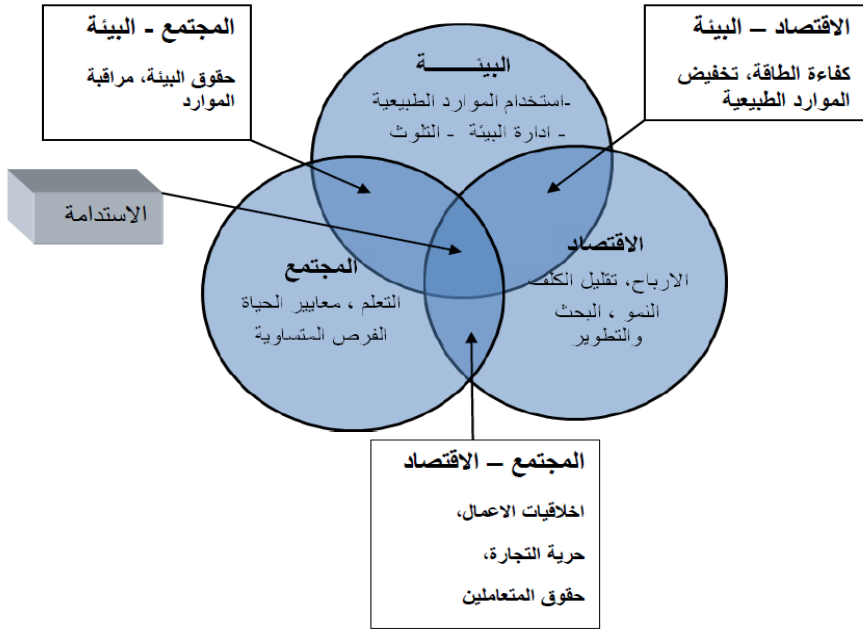 الاقتصاد – البيئة
كفاءة الطاقة، تخفيض
الموارد الطبيعية
المجتمع - البيئة
حقوق البيئة، مراقبة
الموارد
البيئـــــــة
-استخدام الموارد الطبيعية
- ادارة البيئة - التلوث
الاستدامة
الاقتصاد
الارباح، تقليل الكلف
النمو ، البحث
والتطوير
المجتمع
التعلم ، معايير الحياة
الفرص المتساوية
المجتمع – الاقتصاد
اخلاقيات الاعمال،
حرية التجارة،
حقوق المتعاملين